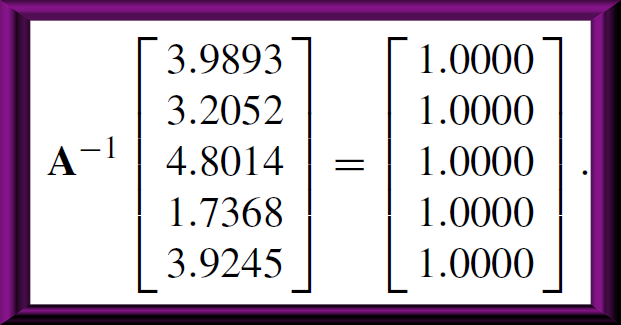 3.9893 1.0000
3.2052 1.0000
A⁻¹ 4.8014 = 1.0000 .
1.7368 1.0000
3.9245 1.0000